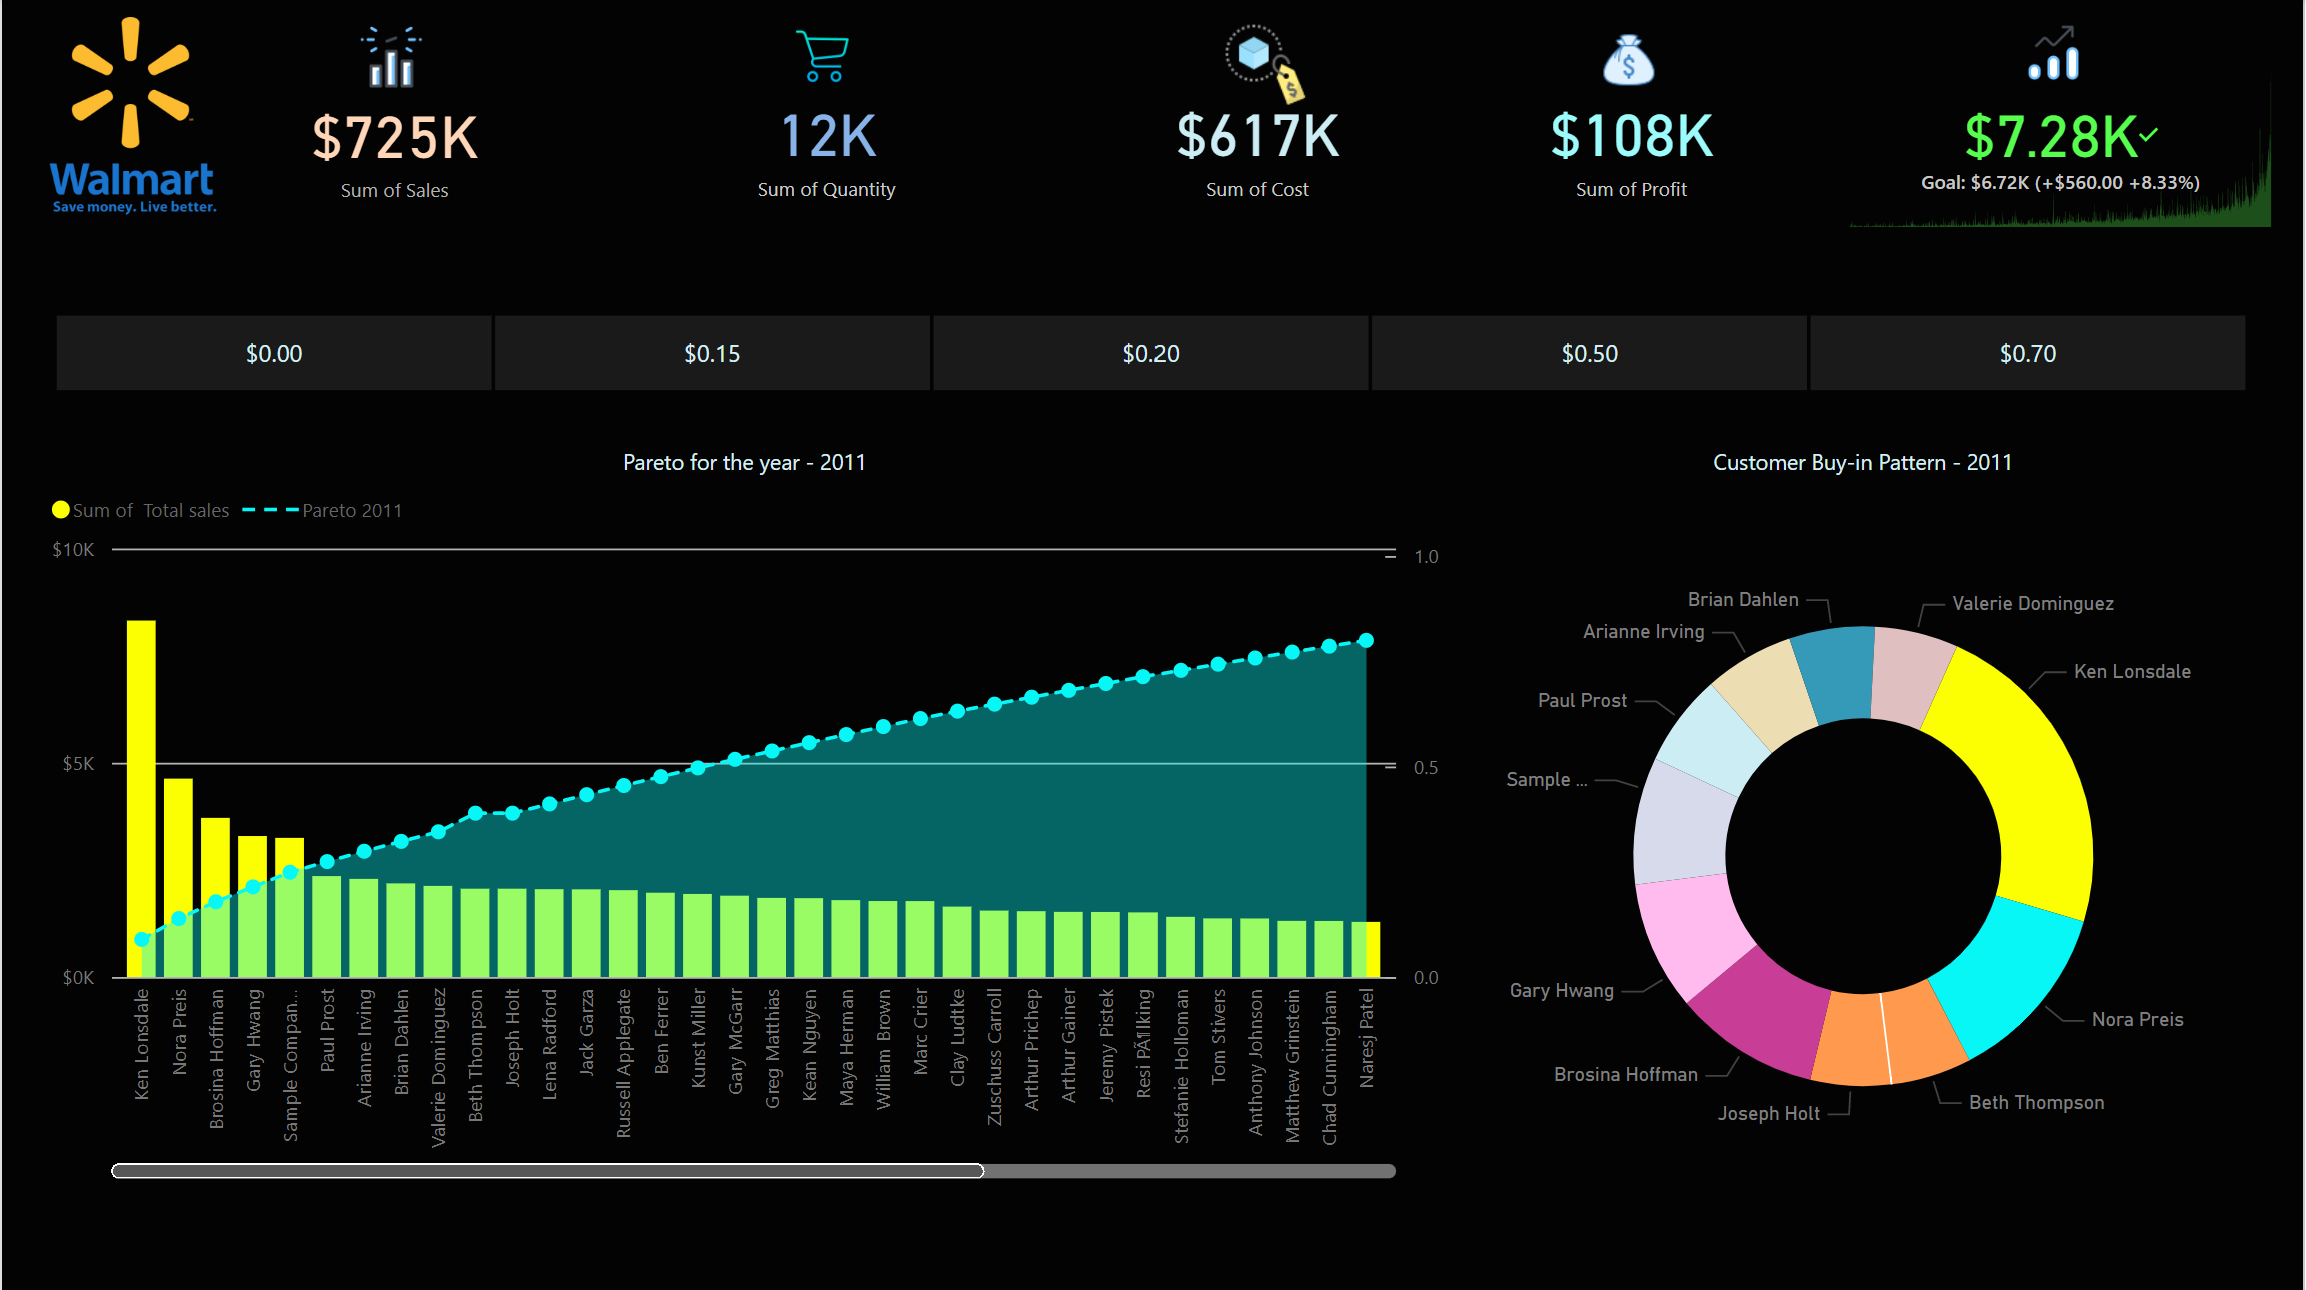 Walmart
Save money. Live better.
$725K
Sum of Sales
12K
Sum of Quantity
$617K
Sum of Cost
$108K
Sum of Profit
$7.28K
Goal: $6.72K (+$560.00 +8.33%)
$0.00
$0.15
$0.20
$0.50
$0.70
Pareto for the year - 2011
Sum of Total sales
Pareto 2011
$10K
$5K
$0K
1.0
0.5
0.0
Ken Lonsdale
Nora Preis
Brosina Hoffman
Gary Hwang
Sample Compan...
Paul Prost
Arianne Irving
Brian Dahlen
Valerie Dominguez
Beth Thompson
Joseph Holt
Lena Radford
Jack Garza
Russell Applegate
Ben Ferrer
Kunst Miller
Gary McGarr
Greg Matthias
Kean Nguyen
Maya Herman
William Brown
Marc Crier
Clay Ludtke
Zuschuss Carroll
Arthur Prichep
Arthur Gainer
Jeremy Pistek
Resi PÃ¶lking
Stefanie Holloman
Tom Stivers
Anthony Johnson
Matthew Grinstein
Chad Cunningham
Naresj Patel
Customer Buy-in Pattern - 2011
Brian Dahlen
Valerie Dominguez
Arianne Irving
Ken Lonsdale
Paul Prost
Sample ...
Gary Hwang
Nora Preis
Brosina Hoffman
Beth Thompson
Joseph Holt